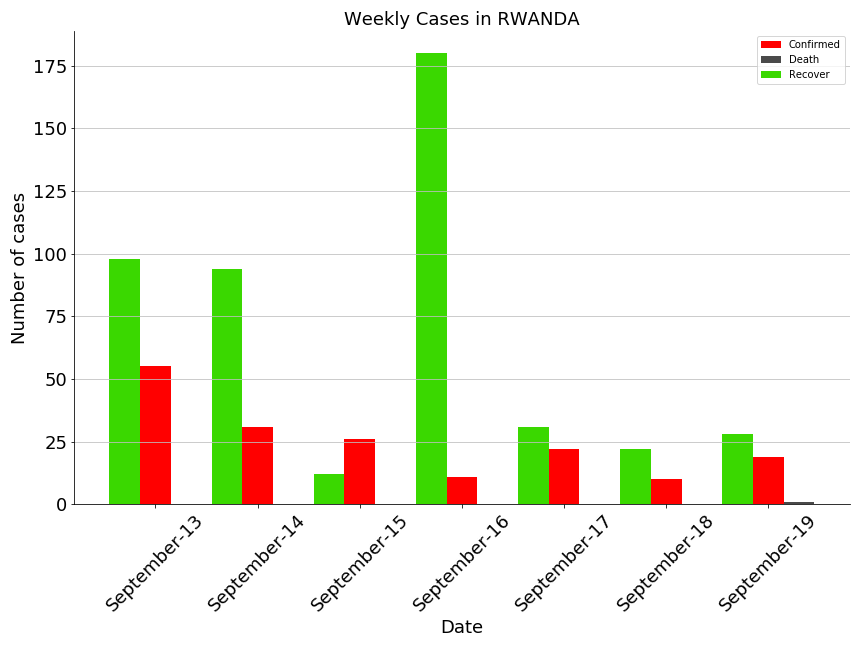 Weekly Cases in RWANDA
Confirmed
Death
Recover
Number of cases
175
150
125
100
75
50
25
0
September-13
September-14
September-15
September-16
September-17
September-18
September-19
Date